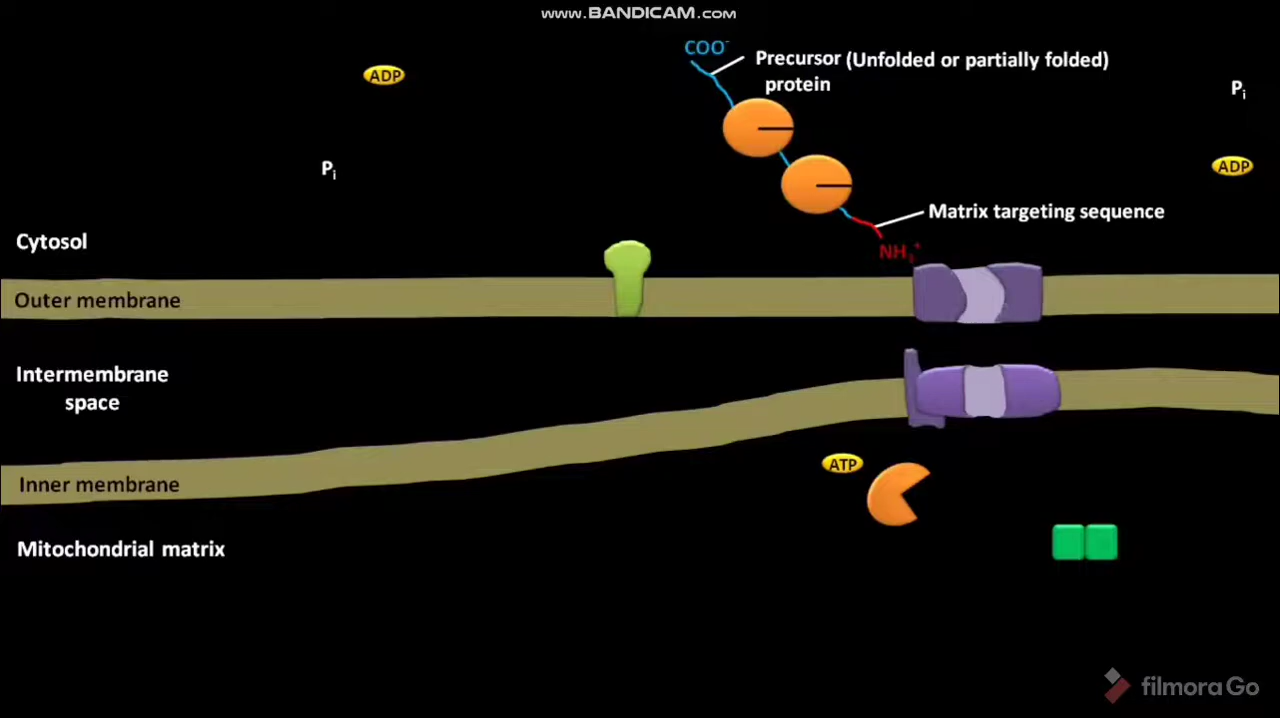 www.BANDICAM.com
COO⁻
Precursor (Unfolded or partially folded)
protein
ADP
Pi
Pi
ADP
Matrix targeting sequence
Cytosol
NH3⁺
Outer membrane
Intermembrane
space
ATP
Inner membrane
Mitochondrial matrix
filmoraGo